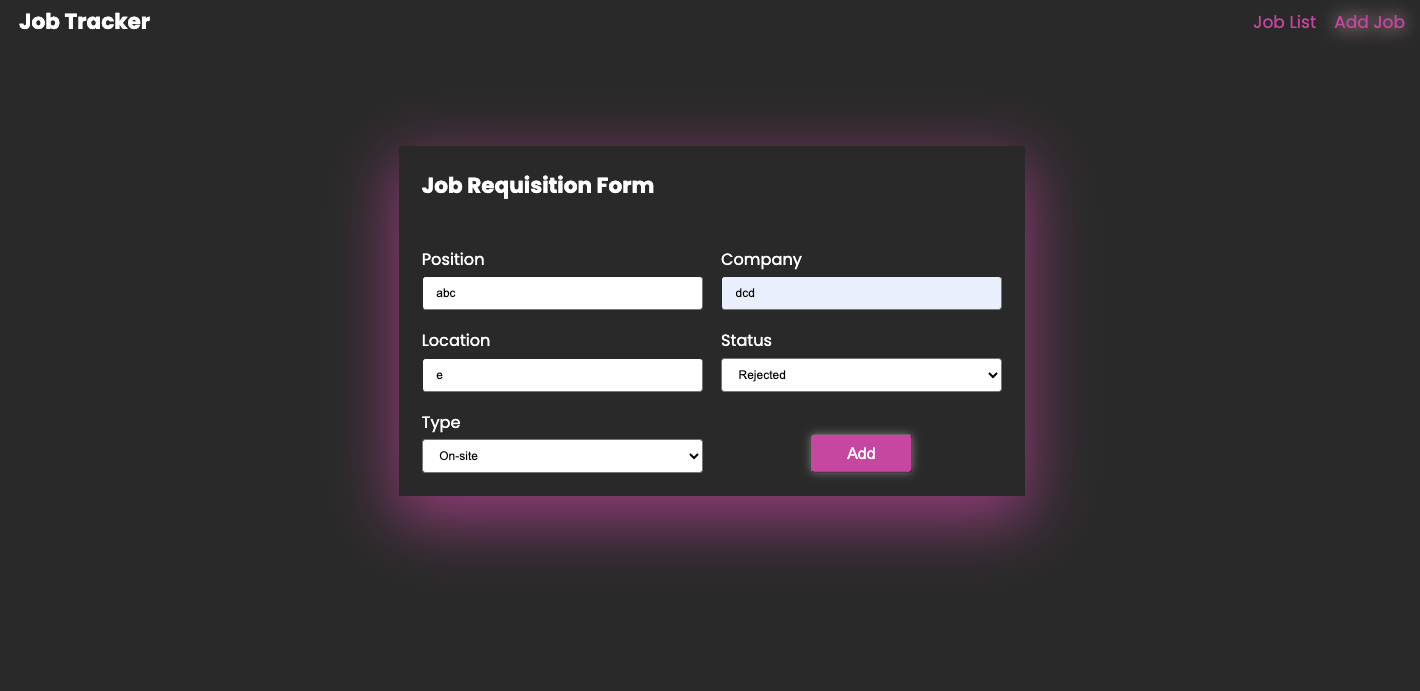 Job Tracker
Job List
Add Job
Job Requisition Form
Position
Company
abc
dcd
Location
Status
e
Rejected
Type
On-site
Add